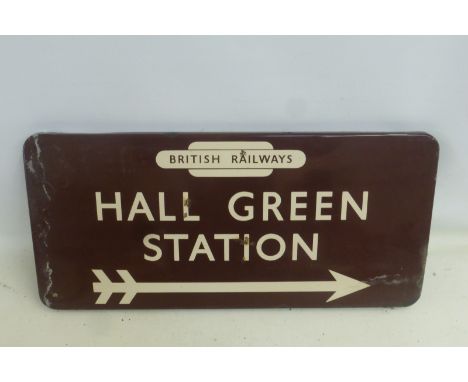 BRITISH RAILWAYS
HALL GREEN
STATION